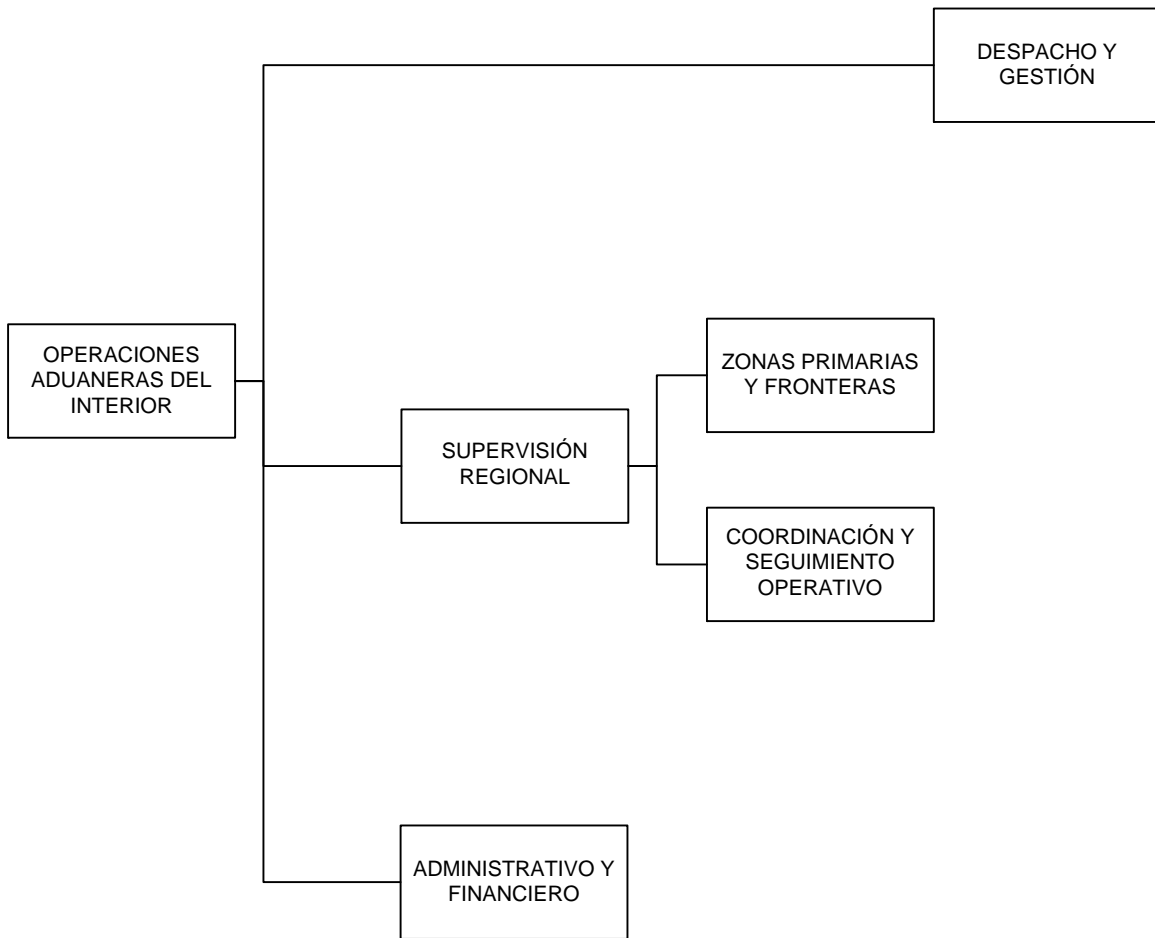 DESPACHO Y
GESTIÓN
OPERACIONES
ADUANERAS DEL
INTERIOR
ZONAS PRIMARIAS
Y FRONTERAS
SUPERVISIÓN
REGIONAL
COORDINACIÓN Y
SEGUIMIENTO
OPERATIVO
ADMINISTRATIVO Y
FINANCIERO